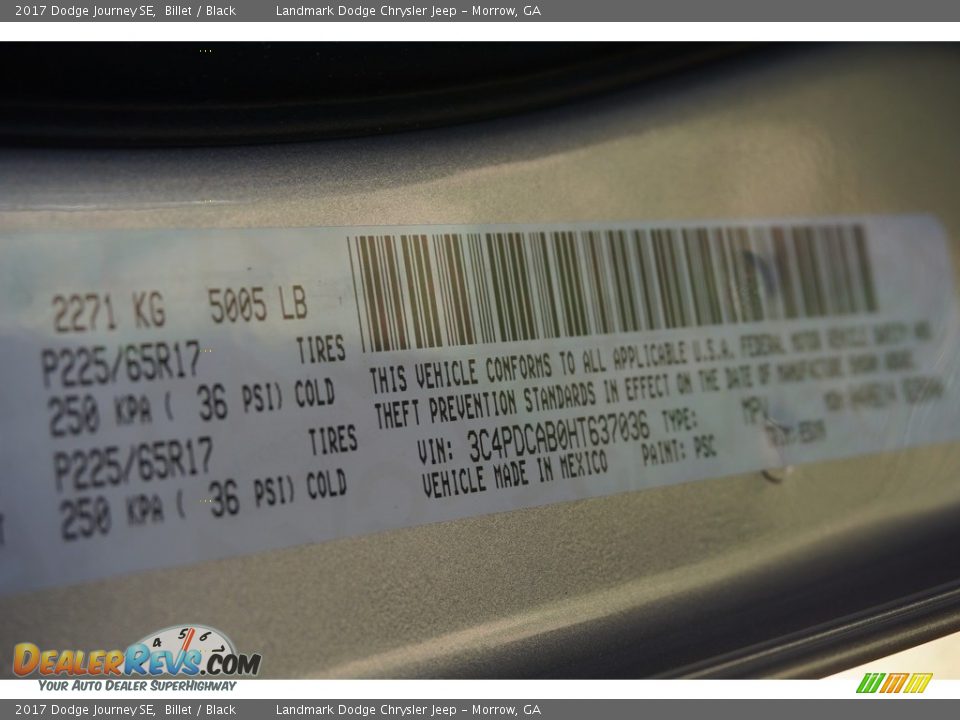 2017 Dodge Journey SE, Billet / Black Landmark Dodge Chrysler Jeep - Morrow, GA
2271 KG 5005 LB
P225/65R17 TIRES
250 KPA ( 36 PSI) COLD
P225/65R17 TIRES
250 KPA ( 36 PSI) COLD
THIS VEHICLE CONFORMS TO ALL APPLICABLE U.S.A. FEDERAL MOTOR VEHICLE SAFETY AND
THEFT PREVENTION STANDARDS IN EFFECT ON THE DATE OF MANUFACTURE SHOWN ABOVE.
VIN: 3C4PDCAB0HT637036 TYPE: MPV
VEHICLE MADE IN MEXICO PAINT: PSC
4 5 6
DEALERREVS.COM
YOUR AUTO DEALER SUPERHIGHWAY
2017 Dodge Journey SE, Billet / Black Landmark Dodge Chrysler Jeep - Morrow, GA